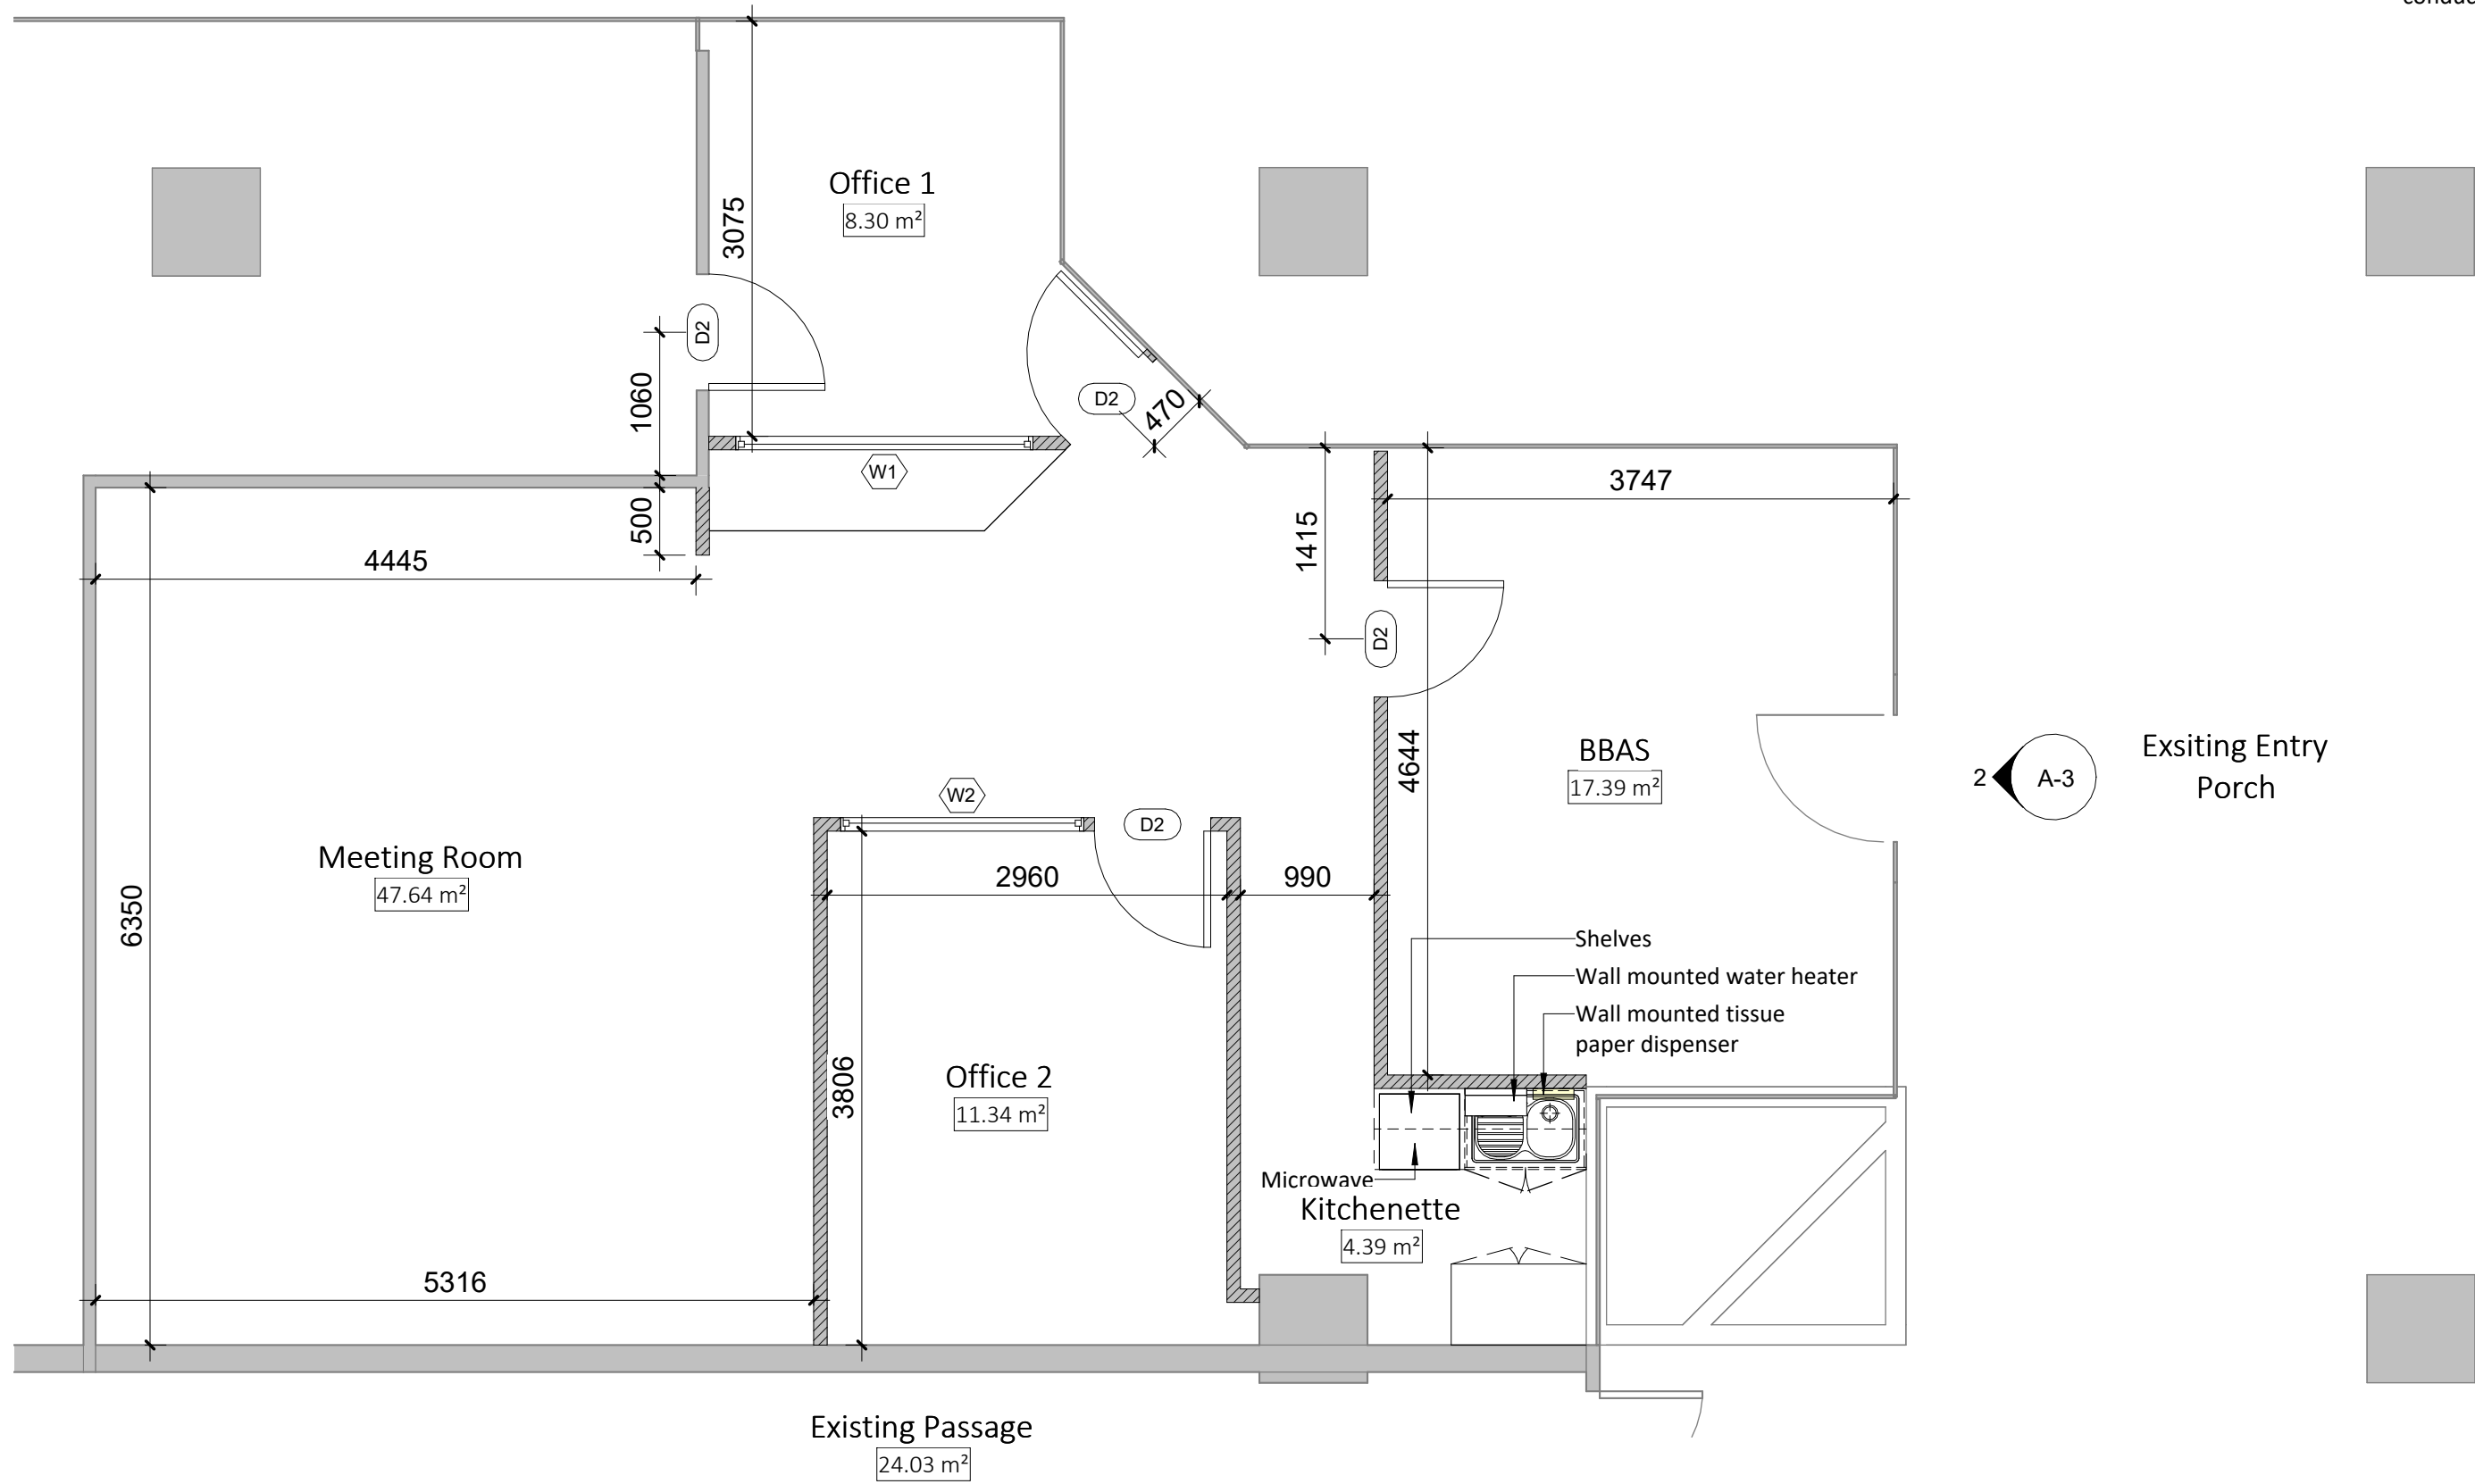 Office 1
8.30 m²
3075
D2
1060
D2
470
W1
3747
500
1415
4445
D2
4644
BBAS
17.39 m²
Exsiting Entry
Porch
2
A-3
W2
D2
Meeting Room
47.64 m²
6350
2960
990
Shelves
Wall mounted water heater
Wall mounted tissue
paper dispenser
3806
Office 2
11.34 m²
Microwave
Kitchenette
4.39 m²
5316
Existing Passage
24.03 m²